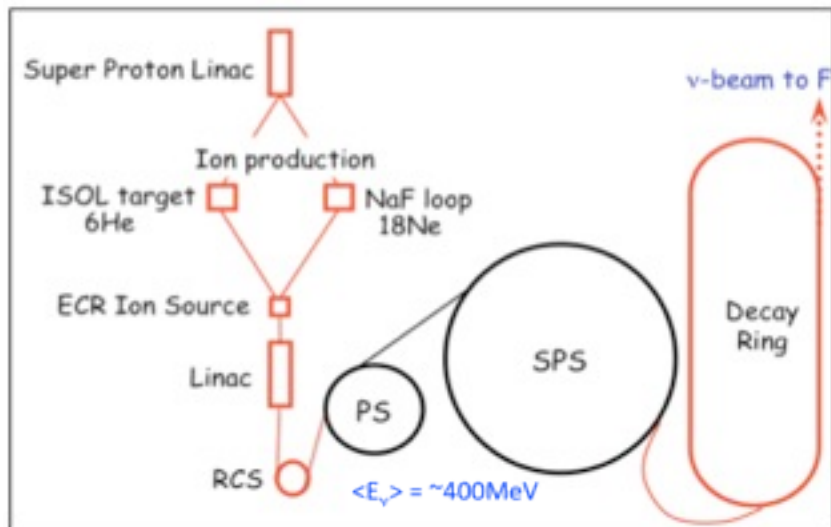 Super Proton Linac
ν-beam to F
Ion production
ISOL target
6He
NaF loop
18Ne
ECR Ion Source
Linac
PS
SPS
Decay
Ring
RCS
<Eᵥ> = ~400MeV